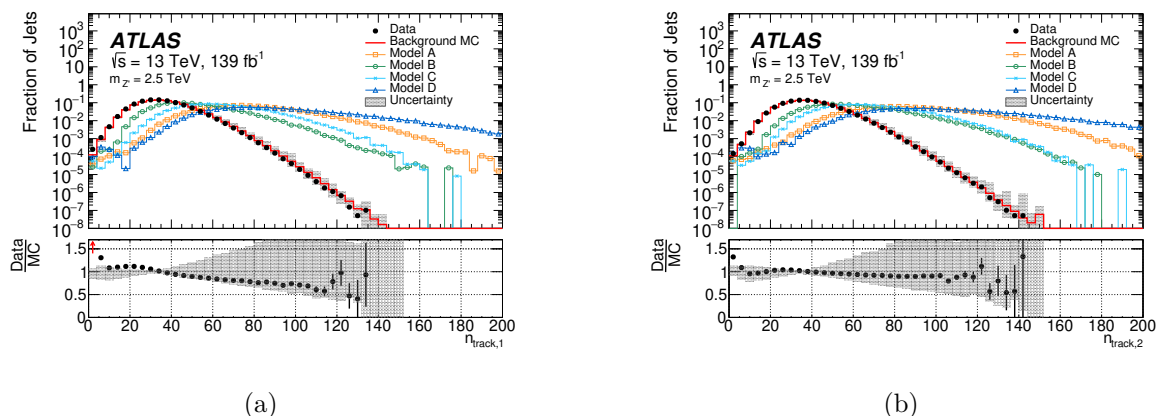 Fraction of Jets
10³
10²
10
1
10⁻¹
10⁻²
10⁻³
10⁻⁴
10⁻⁵
10⁻⁶
10⁻⁷
10⁻⁸
ATLAS
√s = 13 TeV, 139 fb⁻¹
m_Z' = 2.5 TeV
Data
Background MC
Model A
Model B
Model C
Model D
Uncertainty
Data
MC
1.5
1
0.5
0
0 20 40 60 80 100 120 140 160 180 200
n_track,1
(a)
Fraction of Jets
10³
10²
10
1
10⁻¹
10⁻²
10⁻³
10⁻⁴
10⁻⁵
10⁻⁶
10⁻⁷
10⁻⁸
ATLAS
√s = 13 TeV, 139 fb⁻¹
m_Z' = 2.5 TeV
Data
Background MC
Model A
Model B
Model C
Model D
Uncertainty
Data
MC
1.5
1
0.5
0
0 20 40 60 80 100 120 140 160 180 200
n_track,2
(b)